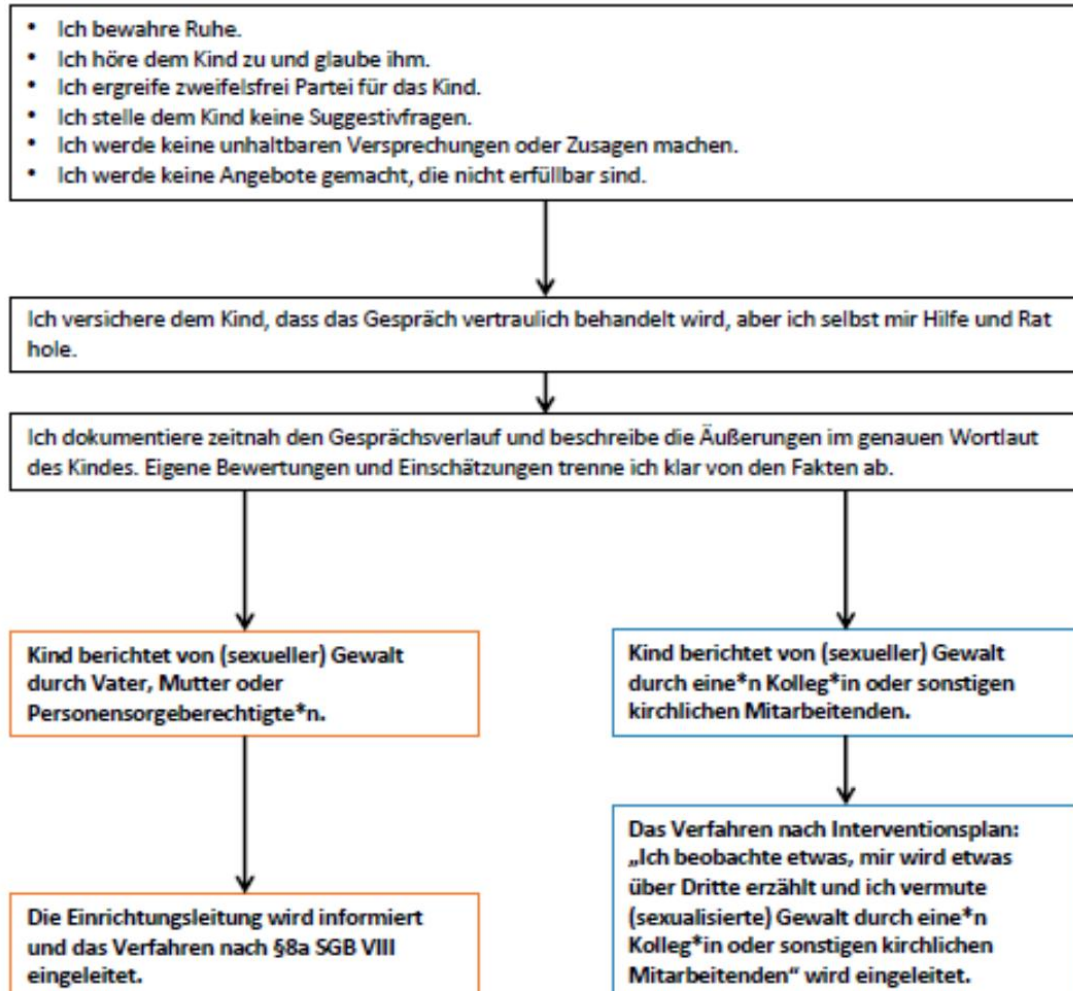 • Ich bewahre Ruhe.
• Ich höre dem Kind zu und glaube ihm.
• Ich ergreife zweifelsfrei Partei für das Kind.
• Ich stelle dem Kind keine Suggestivfragen.
• Ich werde keine unhaltbaren Versprechungen oder Zusagen machen.
• Ich werde keine Angebote gemacht, die nicht erfüllbar sind.
Ich versichere dem Kind, dass das Gespräch vertraulich behandelt wird, aber ich selbst mir Hilfe und Rat
hole.
Ich dokumentiere zeitnah den Gesprächsverlauf und beschreibe die Äußerungen im genauen Wortlaut
des Kindes. Eigene Bewertungen und Einschätzungen trenne ich klar von den Fakten ab.
Kind berichtet von (sexueller) Gewalt
durch Vater, Mutter oder
Personensorgeberechtigte*n.
Die Einrichtungsleitung wird informiert
und das Verfahren nach §8a SGB VIII
eingeleitet.
Kind berichtet von (sexueller) Gewalt
durch eine*n Kolleg*in oder sonstigen
kirchlichen Mitarbeitenden.
Das Verfahren nach Interventionsplan:
„Ich beobachte etwas, mir wird etwas
über Dritte erzählt und ich vermute
(sexualisierte) Gewalt durch eine*n
Kolleg*in oder sonstigen kirchlichen
Mitarbeitenden“ wird eingeleitet.